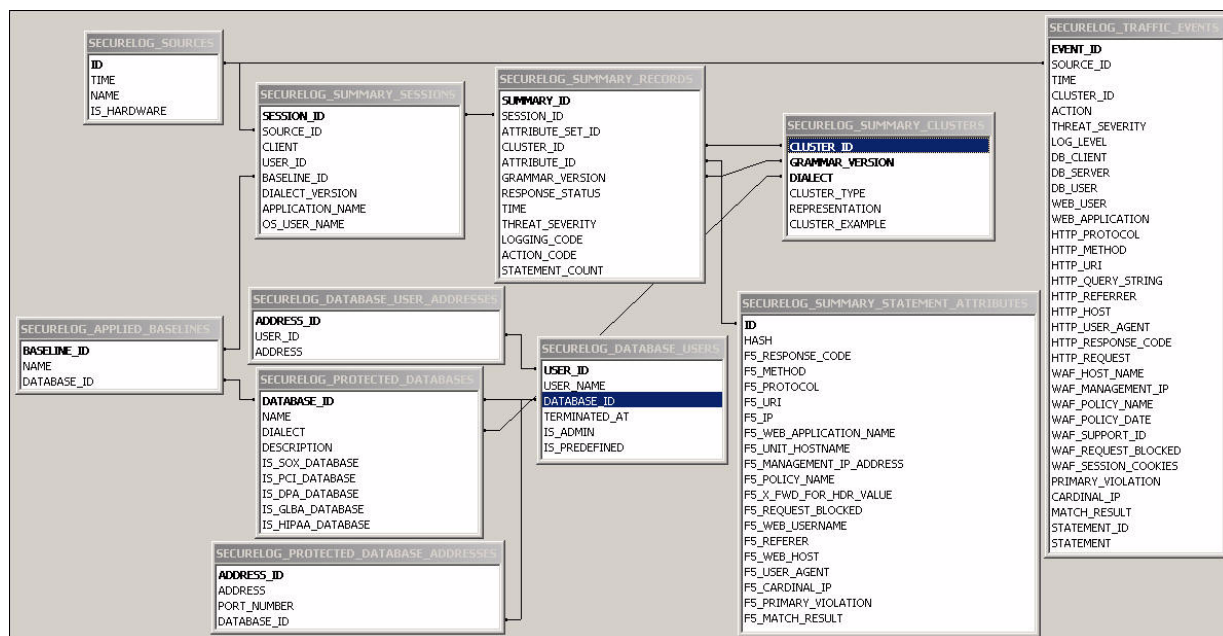 SECURELOG_SOURCES
ID
TIME
NAME
IS_HARDWARE
SECURELOG_SUMMARY_SESSIONS
SESSION_ID
SOURCE_ID
CLIENT
USER_ID
BASELINE_ID
DIALECT_VERSION
APPLICATION_NAME
OS_USER_NAME
SECURELOG_SUMMARY_RECORDS
SUMMARY_ID
SESSION_ID
ATTRIBUTE_SET_ID
CLUSTER_ID
ATTRIBUTE_ID
GRAMMAR_VERSION
RESPONSE_STATUS
TIME
THREAT_SEVERITY
LOGGING_CODE
ACTION_CODE
STATEMENT_COUNT
SECURELOG_SUMMARY_CLUSTERS
CLUSTER_ID
GRAMMAR_VERSION
DIALECT
CLUSTER_TYPE
REPRESENTATION
CLUSTER_EXAMPLE
SECURELOG_TRAFFIC_EVENTS
EVENT_ID
SOURCE_ID
TIME
CLUSTER_ID
ACTION
THREAT_SEVERITY
LOG_LEVEL
DB_CLIENT
DB_SERVER
DB_USER
WEB_USER
WEB_APPLICATION
HTTP_PROTOCOL
HTTP_METHOD
HTTP_URI
HTTP_QUERY_STRING
HTTP_REFERRER
HTTP_HOST
HTTP_USER_AGENT
HTTP_RESPONSE_CODE
HTTP_REQUEST
WAF_HOST_NAME
WAF_MANAGEMENT_IP
WAF_POLICY_NAME
WAF_POLICY_DATE
WAF_SUPPORT_ID
WAF_REQUEST_BLOCKED
WAF_SESSION_COOKIES
PRIMARY_VIOLATION
CARDINAL_IP
MATCH_RESULT
STATEMENT_ID
STATEMENT
SECURELOG_APPLIED_BASELINES
BASELINE_ID
NAME
DATABASE_ID
SECURELOG_DATABASE_USER_ADDRESSES
ADDRESS_ID
USER_ID
ADDRESS
SECURELOG_PROTECTED_DATABASES
DATABASE_ID
NAME
DIALECT
DESCRIPTION
IS_SOX_DATABASE
IS_PCI_DATABASE
IS_DPA_DATABASE
IS_GLBA_DATABASE
IS_HIPAA_DATABASE
SECURELOG_DATABASE_USERS
USER_ID
USER_NAME
DATABASE_ID
TERMINATED_AT
IS_ADMIN
IS_PREDEFINED
SECURELOG_SUMMARY_STATEMENT_ATTRIBUTES
ID
HASH
F5_RESPONSE_CODE
F5_METHOD
F5_PROTOCOL
F5_URI
F5_IP
F5_WEB_APPLICATION_NAME
F5_UNIT_HOSTNAME
F5_MANAGEMENT_IP_ADDRESS
F5_POLICY_NAME
F5_X_FWD_FOR_HDR_VALUE
F5_REQUEST_BLOCKED
F5_WEB_USERNAME
F5_REFERER
F5_WEB_HOST
F5_USER_AGENT
F5_CARDINAL_IP
F5_PRIMARY_VIOLATION
F5_MATCH_RESULT
SECURELOG_PROTECTED_DATABASE_ADDRESSES
ADDRESS_ID
ADDRESS
PORT_NUMBER
DATABASE_ID